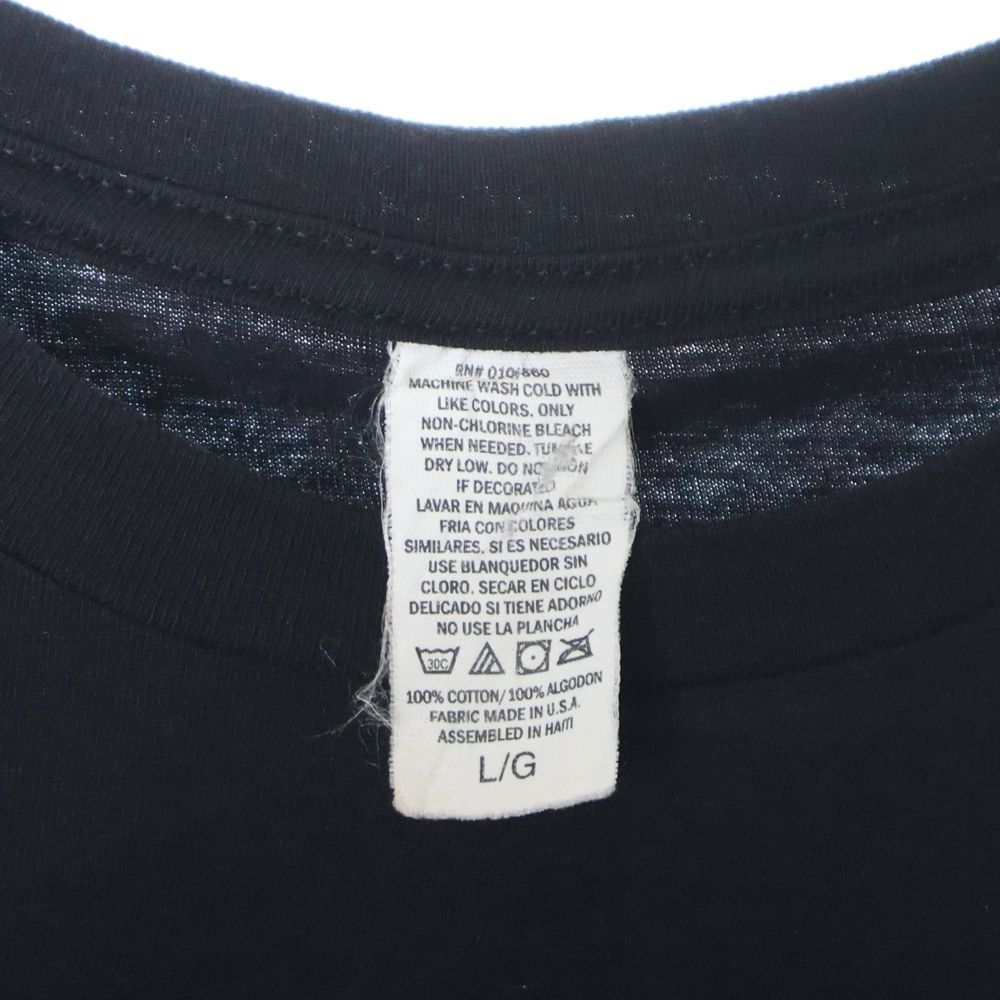 RN#
MACHINE WASH COLD WITH
LIKE COLORS. ONLY
NON-CHLORINE BLEACH
WHEN NEEDED. TUMBLE
DRY LOW. DO NOT IRON
IF DECORATED
LAVAR EN MAQUINA AGUA
FRIA CON COLORES
SIMILARES. SI ES NECESARIO
USE BLANQUEDOR SIN
CLORO. SECAR EN CICLO
DELICADO SI TIENE ADORNO
NO USE LA PLANCHA
30C
100% COTTON/100% ALGODON
FABRIC MADE IN U.S.A.
ASSEMBLED IN HAITI
L/G